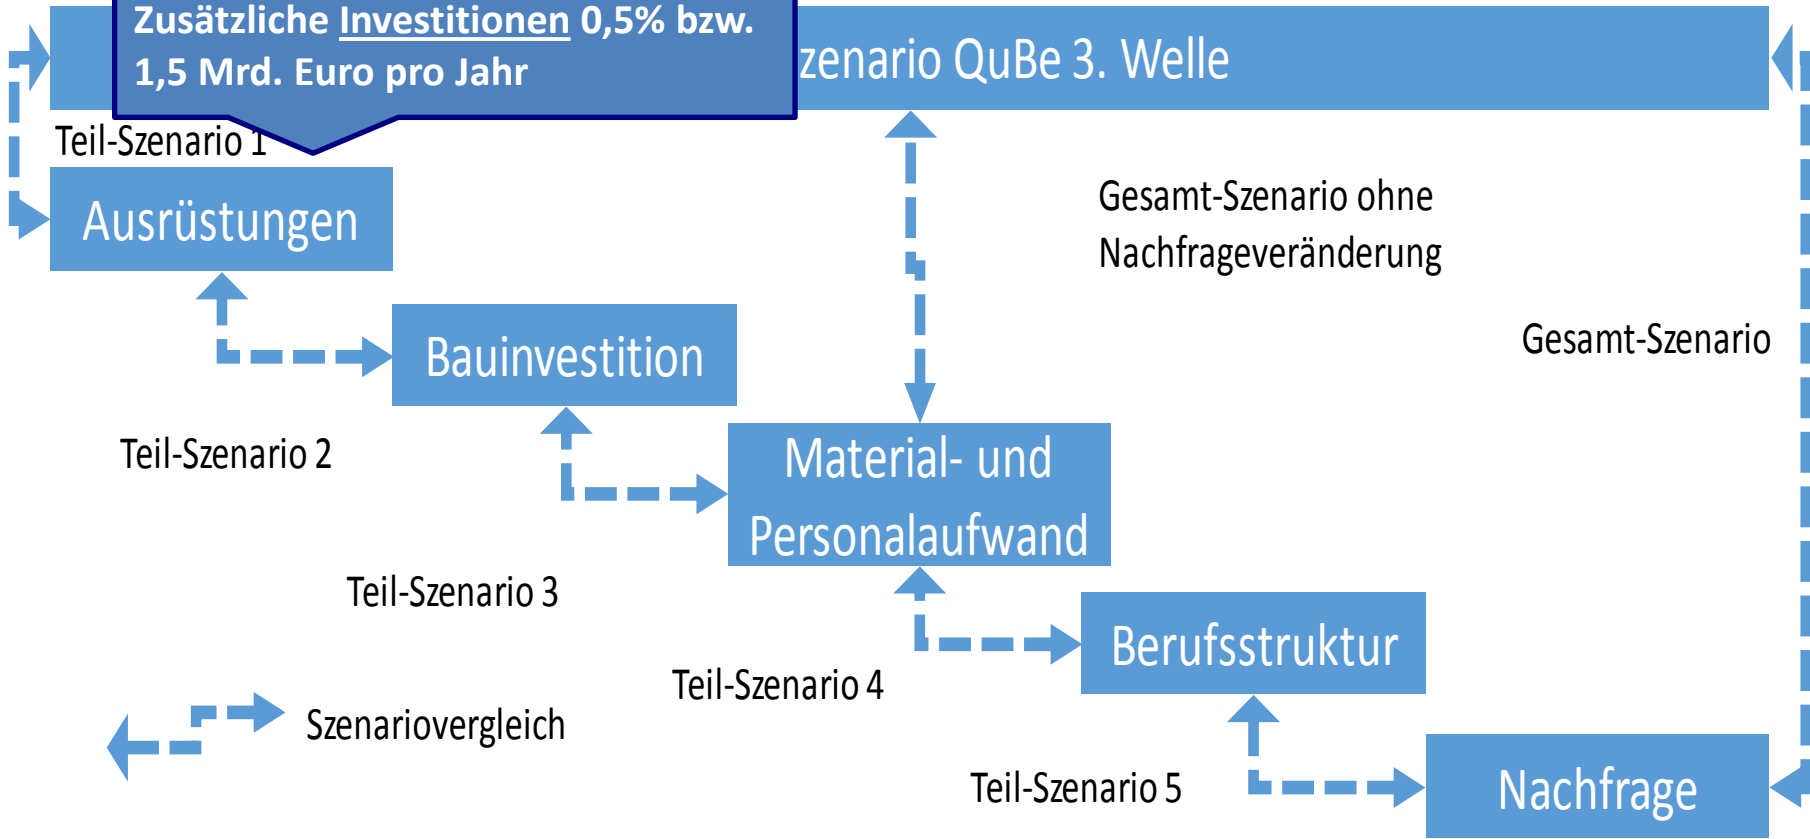 Zusätzliche Investitionen 0,5% bzw.
1,5 Mrd. Euro pro Jahr
zenario QuBe 3. Welle
Teil-Szenario 1
Ausrüstungen
Gesamt-Szenario ohne
Nachfrageveränderung
Bauinvestition
Gesamt-Szenario
Teil-Szenario 2
Material- und
Personalaufwand
Teil-Szenario 3
Berufsstruktur
Teil-Szenario 4
Szenariovergleich
Teil-Szenario 5
Nachfrage